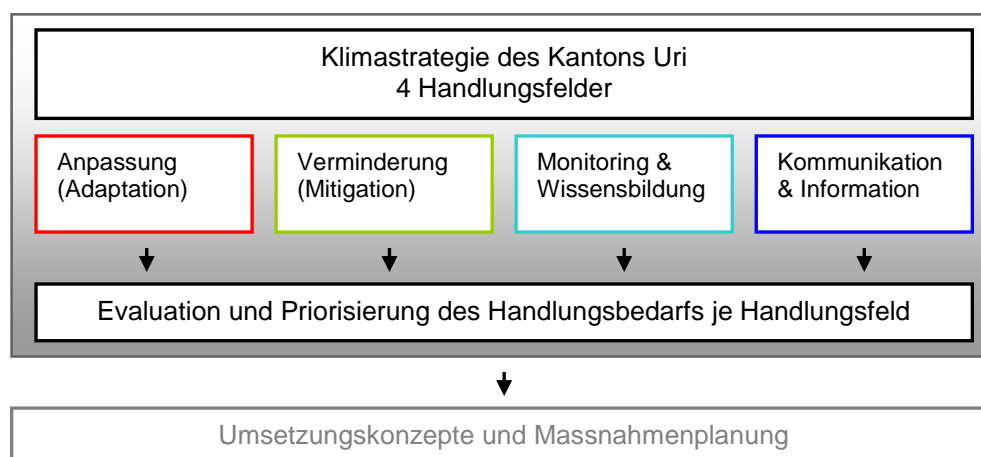 Klimastrategie des Kantons Uri
4 Handlungsfelder
Anpassung
(Adaptation)
Verminderung
(Mitigation)
Monitoring &
Wissensbildung
Kommunikation
& Information
Evaluation und Priorisierung des Handlungsbedarfs je Handlungsfeld
Umsetzungskonzepte und Massnahmenplanung